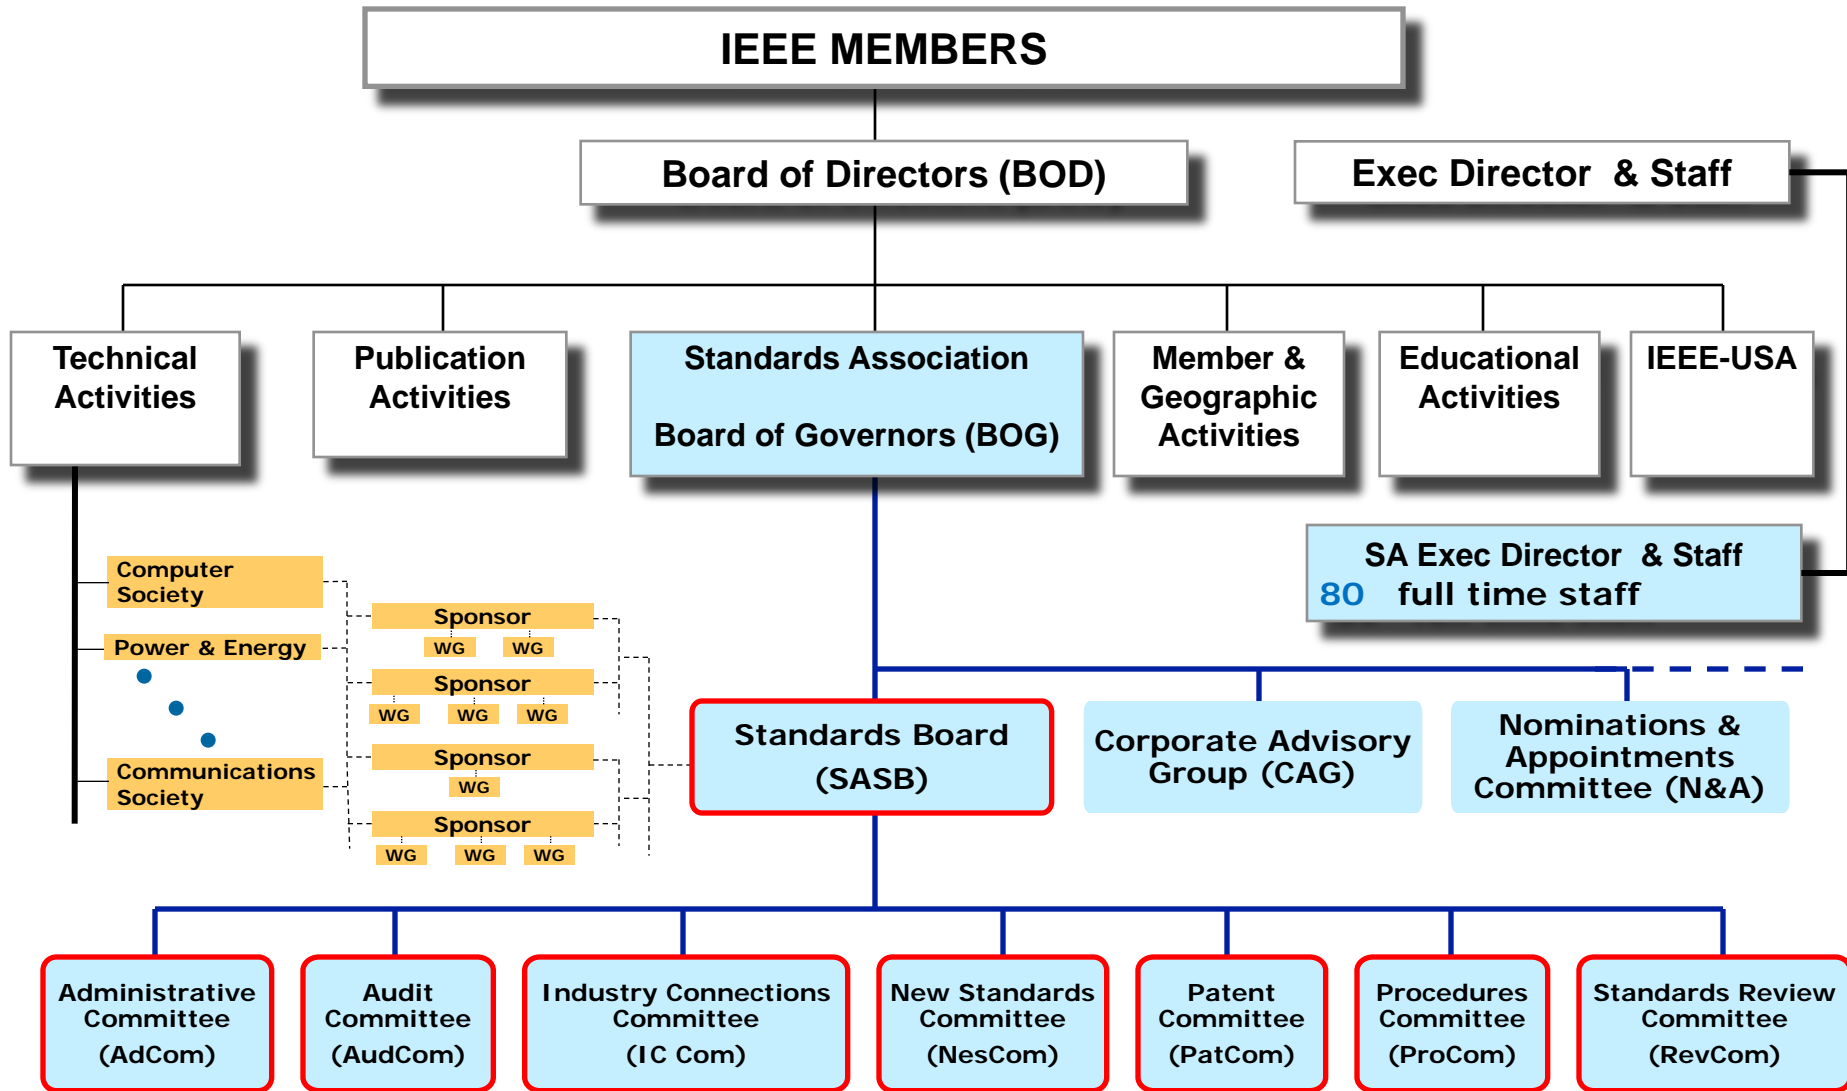 IEEE MEMBERS
Board of Directors (BOD)
Exec Director & Staff
Technical
Activities
Publication
Activities
Standards Association
Board of Governors (BOG)
Member &
Geographic
Activities
Educational
Activities
IEEE-USA
SA Exec Director & Staff
80 full time staff
Computer
Society
Power & Energy
Communications
Society
Sponsor
WG WG
Sponsor
WG WG WG
Sponsor
WG
Sponsor
WG WG WG
Standards Board
(SASB)
Corporate Advisory
Group (CAG)
Nominations &
Appointments
Committee (N&A)
Administrative
Committee
(AdCom)
Audit
Committee
(AudCom)
Industry Connections
Committee
(IC Com)
New Standards
Committee
(NesCom)
Patent
Committee
(PatCom)
Procedures
Committee
(ProCom)
Standards Review
Committee
(RevCom)